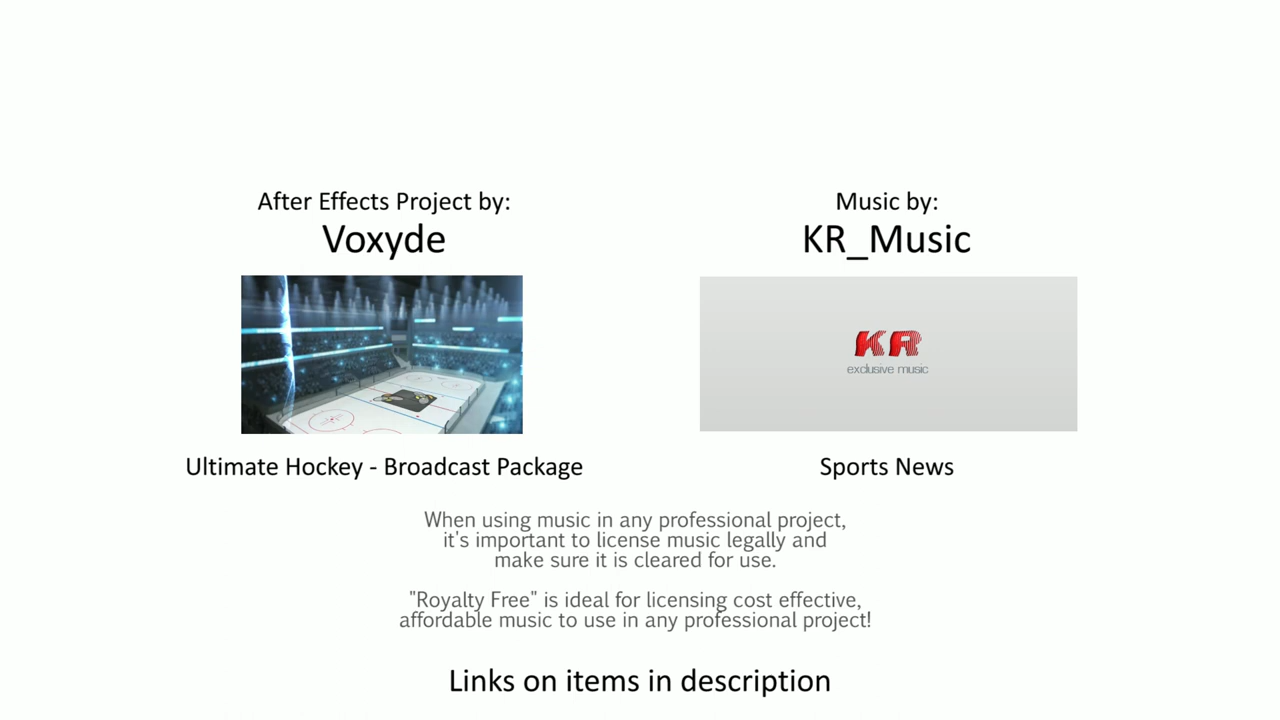 After Effects Project by:
Voxyde
Ultimate Hockey - Broadcast Package
Music by:
KR_Music
KR
exclusive music
Sports News
When using music in any professional project,
it's important to license music legally and
make sure it is cleared for use.
"Royalty Free" is ideal for licensing cost effective,
affordable music to use in any professional project!
Links on items in description